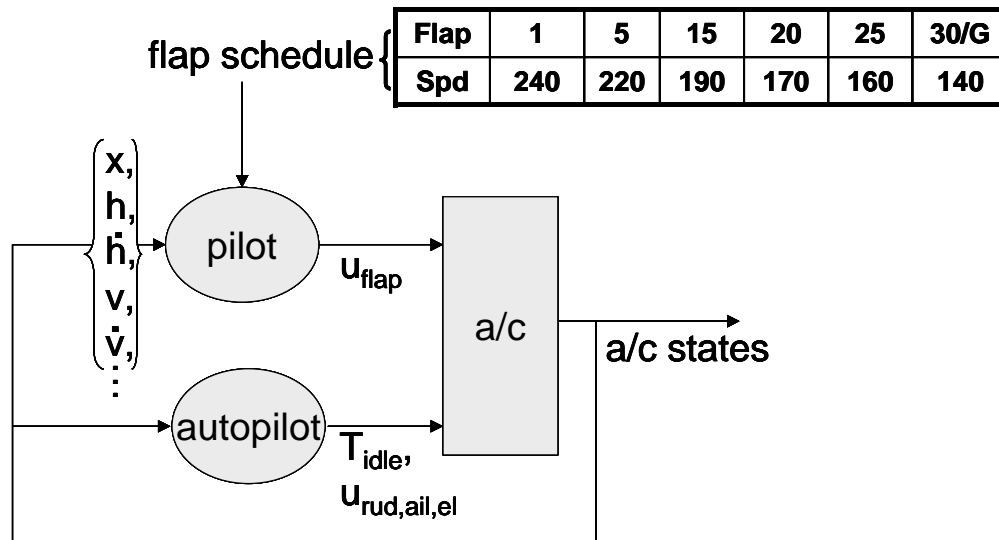 Flap 1 5 15 20 25 30/G
flap schedule
Spd 240 220 190 170 160 140
x,
h,
ḣ,
v,
v̇,
⋮
pilot
u_flap
a/c
a/c states
autopilot
T_idle,
u_rud,ail,el